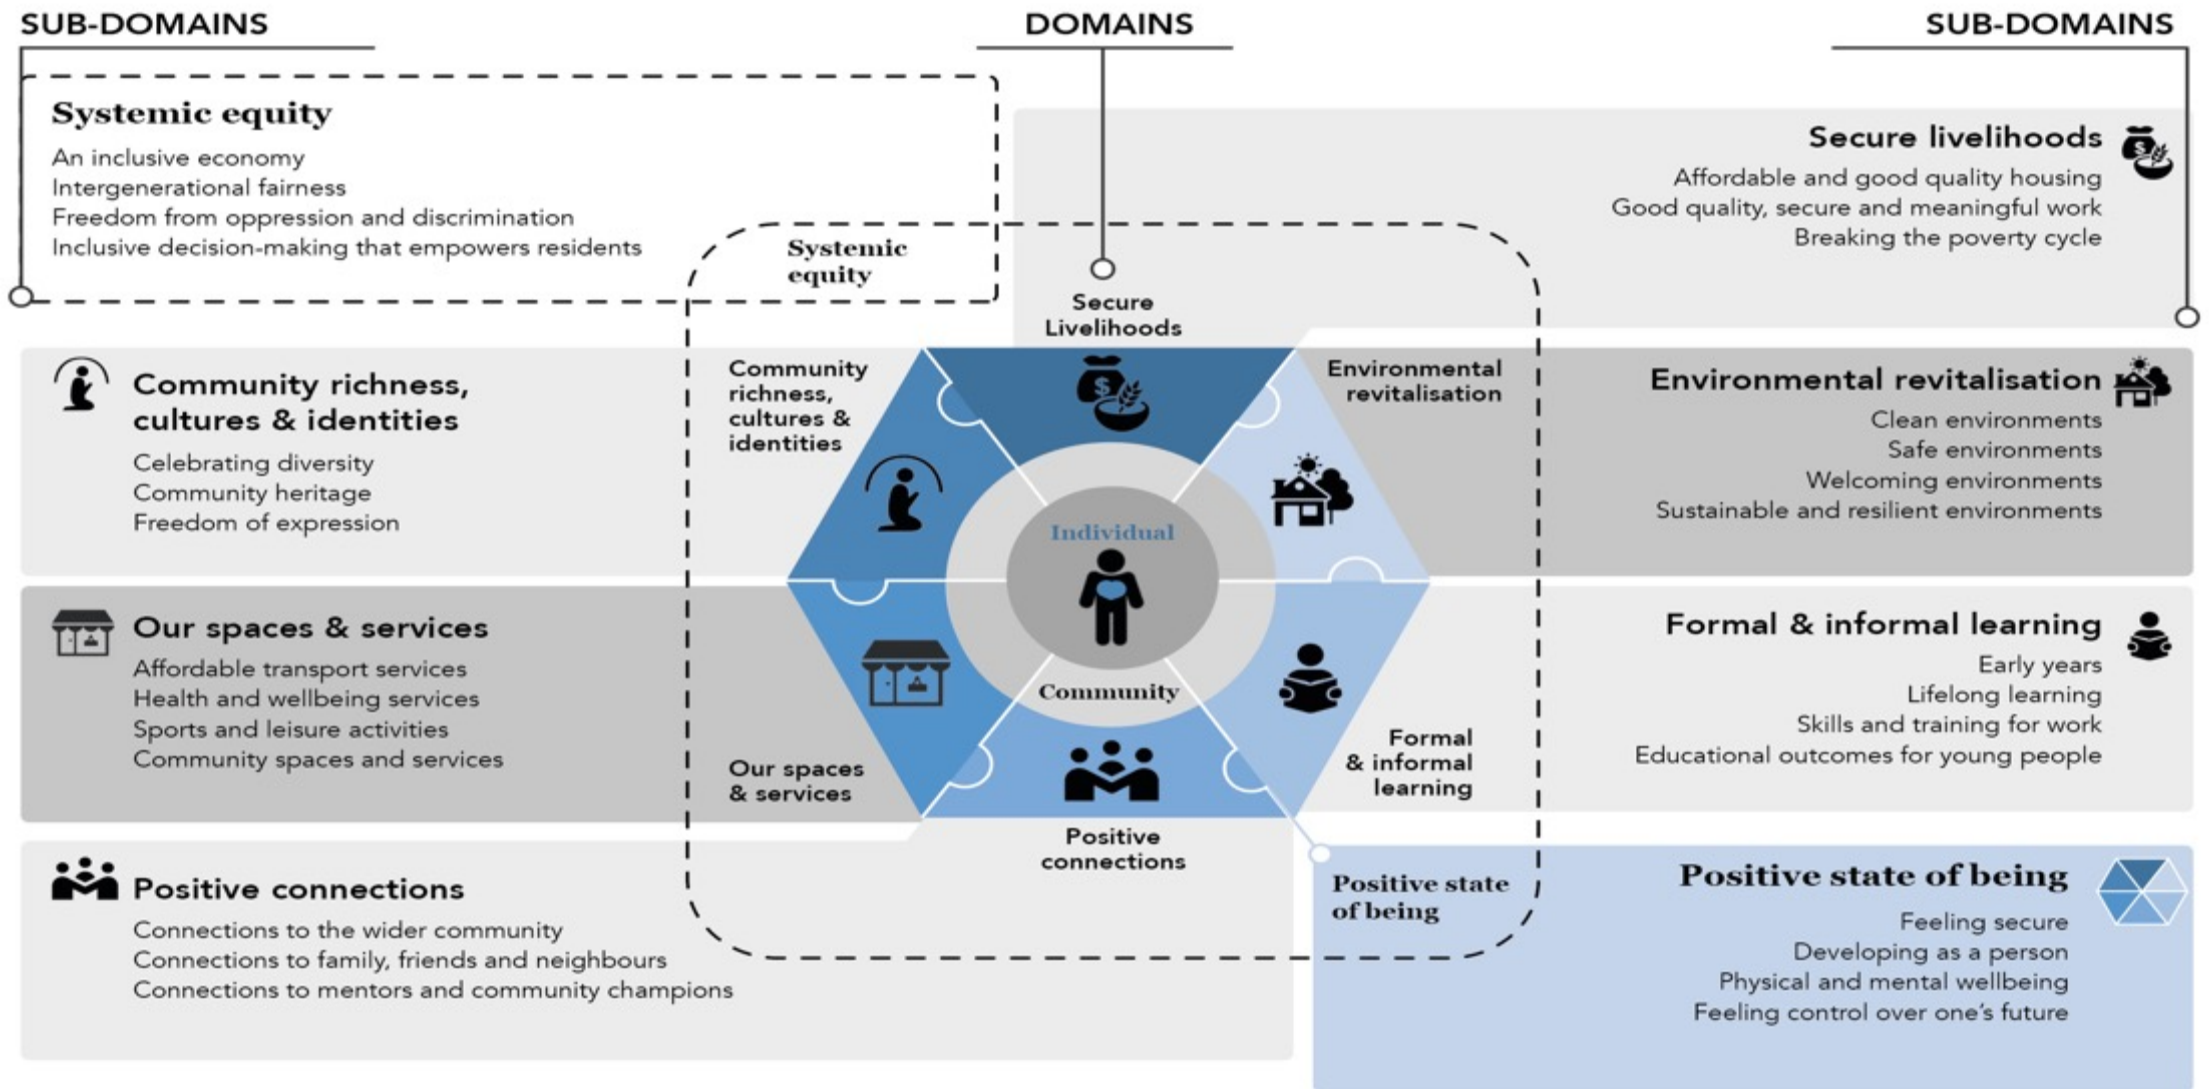 SUB-DOMAINS
DOMAINS
SUB-DOMAINS
Systemic equity
An inclusive economy
Intergenerational fairness
Freedom from oppression and discrimination
Inclusive decision-making that empowers residents
Secure livelihoods
Affordable and good quality housing
Good quality, secure and meaningful work
Breaking the poverty cycle
Systemic
equity
Secure
Livelihoods
Community richness,
cultures & identities
Celebrating diversity
Community heritage
Freedom of expression
Community
richness,
cultures &
identities
Environmental
revitalisation
Environmental revitalisation
Clean environments
Safe environments
Welcoming environments
Sustainable and resilient environments
Individual
Community
Our spaces & services
Affordable transport services
Health and wellbeing services
Sports and leisure activities
Community spaces and services
Our spaces
& services
Formal
& informal
learning
Formal & informal learning
Early years
Lifelong learning
Skills and training for work
Educational outcomes for young people
Positive
connections
Positive connections
Connections to the wider community
Connections to family, friends and neighbours
Connections to mentors and community champions
Positive state
of being
Positive state of being
Feeling secure
Developing as a person
Physical and mental wellbeing
Feeling control over one's future
$
$